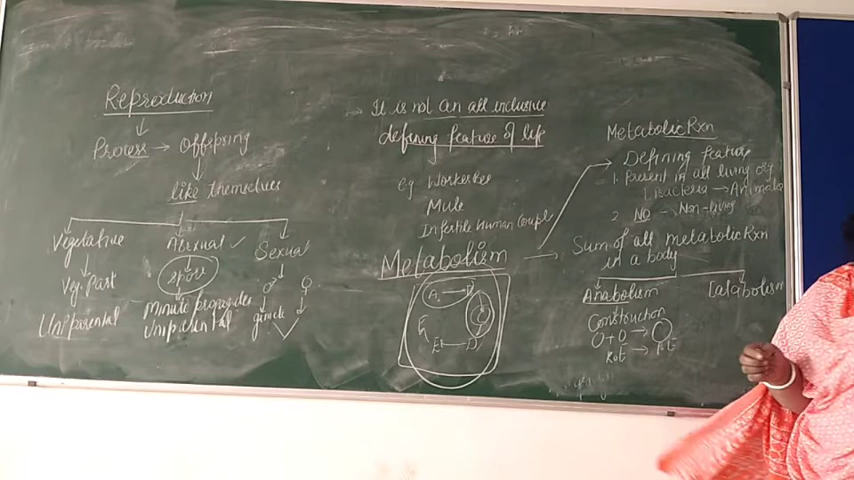 Reproduction
Process → Offspring
like themselves
Vegetative
Asexual ✓
Sexual
Veg. Part
Spore
♂ ♀
Uniparental
Minute propagules
Uniparental
gamete
It is not an all inclusive
defining feature of life
eg Worker bee
Mule
Infertile Human Couple
Metabolism → Sum of all metabolic Rxn
in a body
A → B
C
E ← D
Metabolic Rxn
Defining feature
1. Present in all living org
1. Bacteria → Animals
2. No - Non-living
Anabolism
Catabolism
Construction
O + O → O